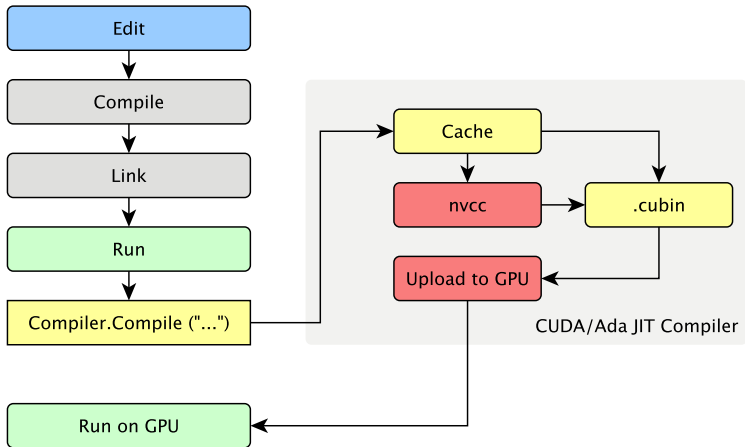 Edit
Compile
Link
Run
Compiler.Compile ("...")
Cache
nvcc
.cubin
Upload to GPU
CUDA/Ada JIT Compiler
Run on GPU